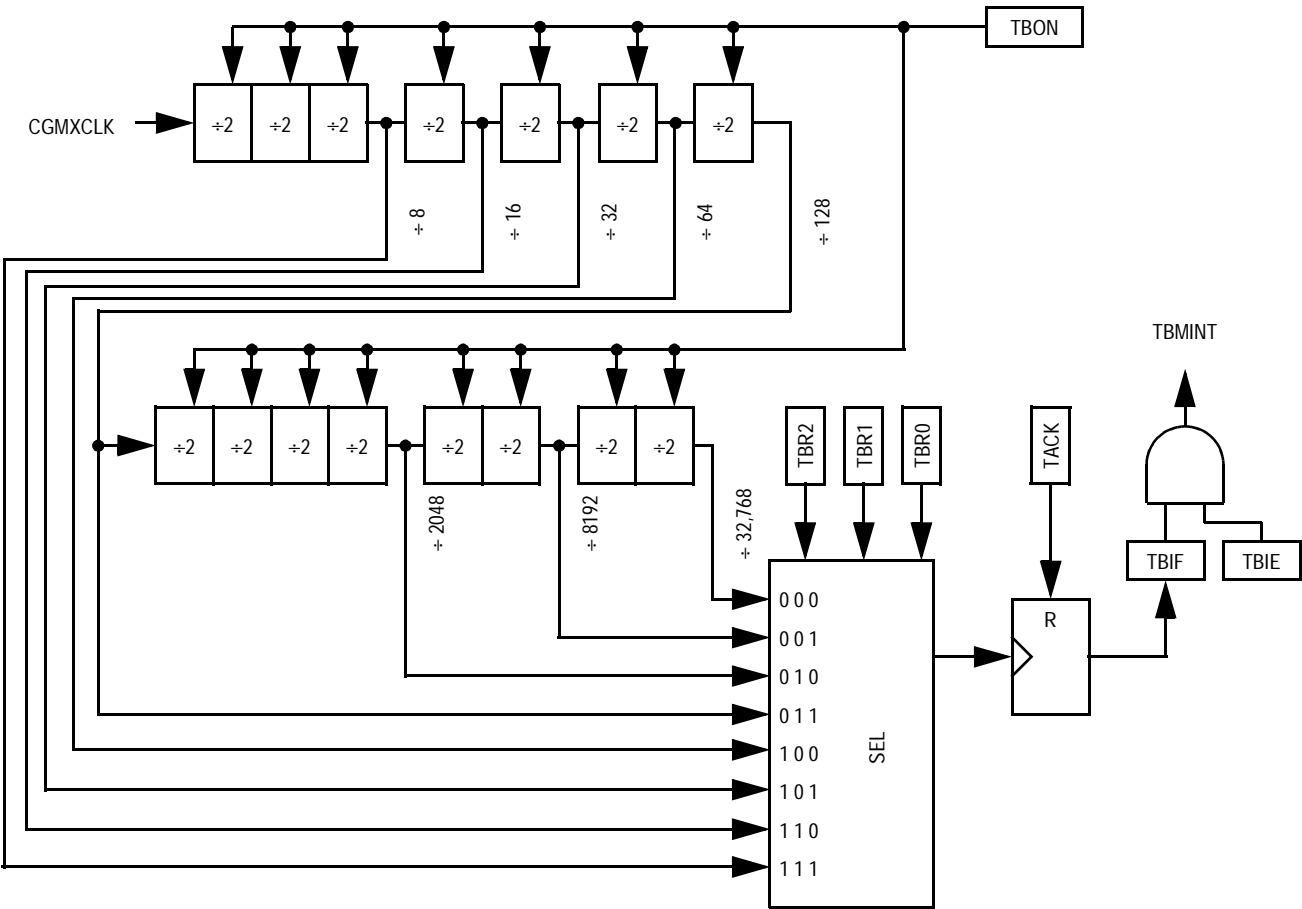 TBON
CGMXCLK
÷2 ÷2 ÷2 ÷2 ÷2 ÷2 ÷2
÷ 8
÷ 16
÷ 32
÷ 64
÷ 128
TBMINT
÷2 ÷2 ÷2 ÷2 ÷2 ÷2 ÷2 ÷2
TBR2
TBR1
TBR0
TACK
÷ 2048
÷ 8192
÷ 32,768
TBIF
TBIE
0 0 0
R
0 0 1
0 1 0
0 1 1
SEL
1 0 0
1 0 1
1 1 0
1 1 1